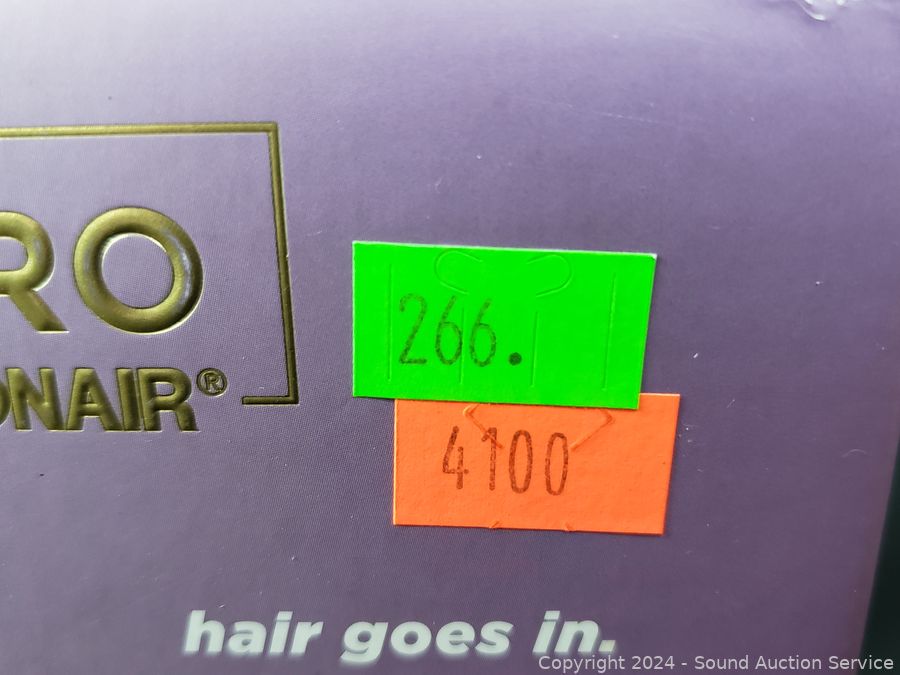 RO
ONAIR®
266.
4100
hair goes in.
Copyright 2024 - Sound Auction Service